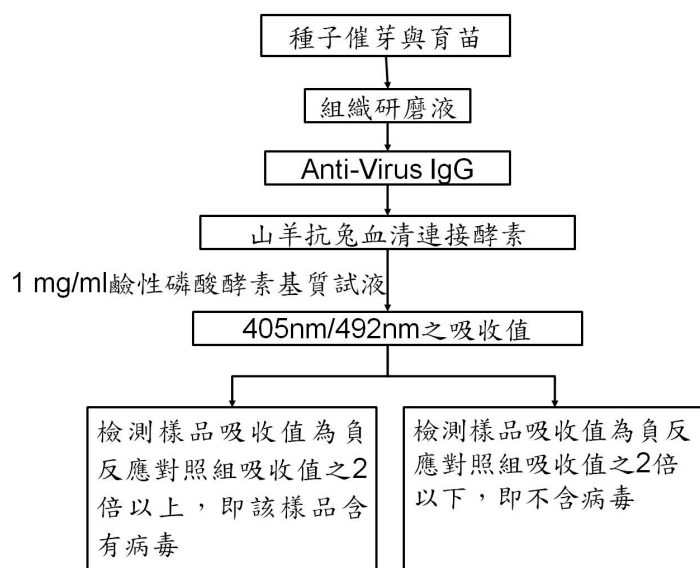 種子催芽與育苗
組織研磨液
Anti-Virus IgG
山羊抗兔血清連接酵素
1 mg/ml鹼性磷酸酵素基質試液
405nm/492nm之吸收值
檢測樣品吸收值為負
反應對照組吸收值之2
倍以上，即該樣品含
有病毒
檢測樣品吸收值為負反
應對照組吸收值之2倍
以下，即不含病毒